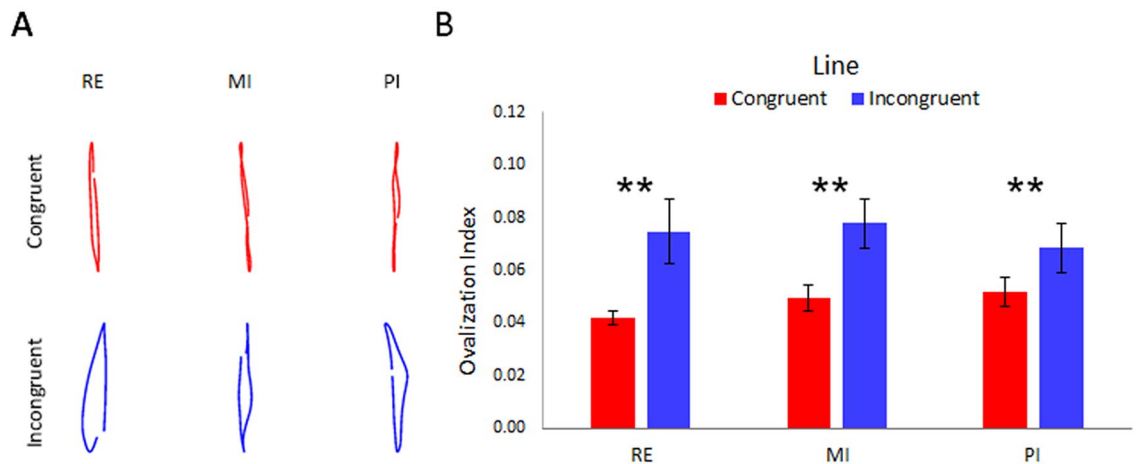 A
RE MI PI
Congruent
Incongruent
B
Line
Congruent Incongruent
Ovalization Index
0.12
0.10
0.08
0.06
0.04
0.02
0.00
** ** **
RE MI PI